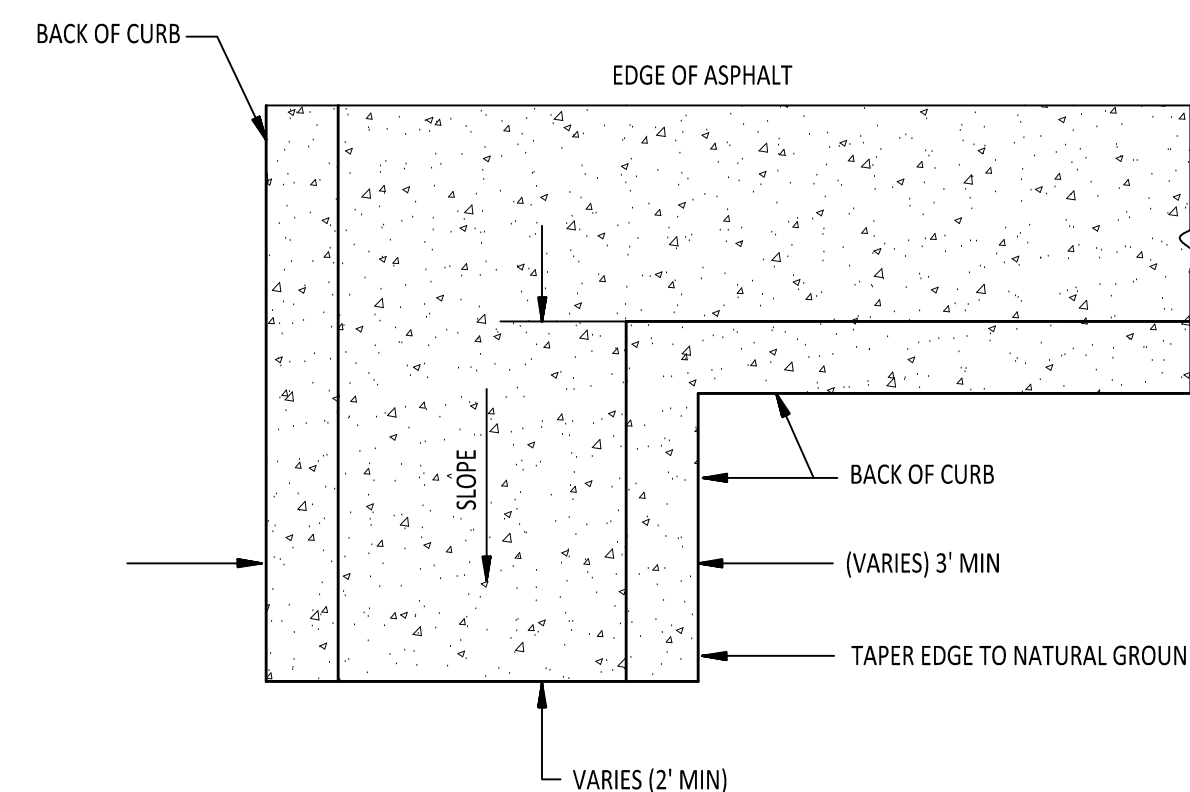 BACK OF CURB
EDGE OF ASPHALT
SLOPE
BACK OF CURB
(VARIES) 3' MIN
TAPER EDGE TO NATURAL GROUN
VARIES (2' MIN)